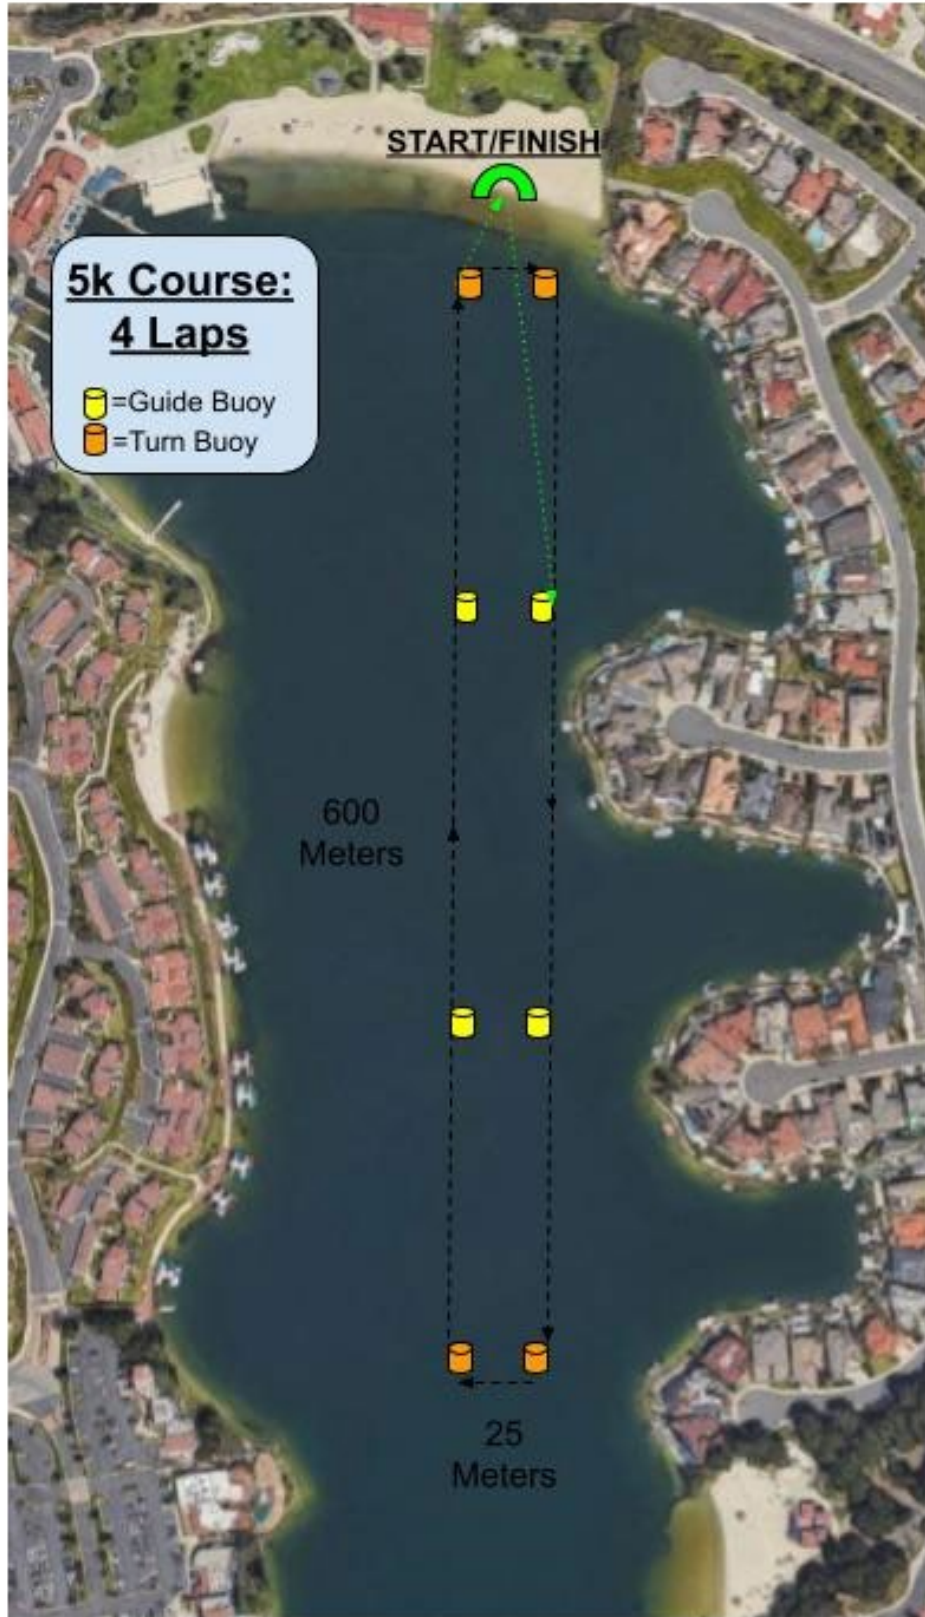 START/FINISH
5k Course:
4 Laps
=Guide Buoy
=Turn Buoy
600
Meters
25
Meters